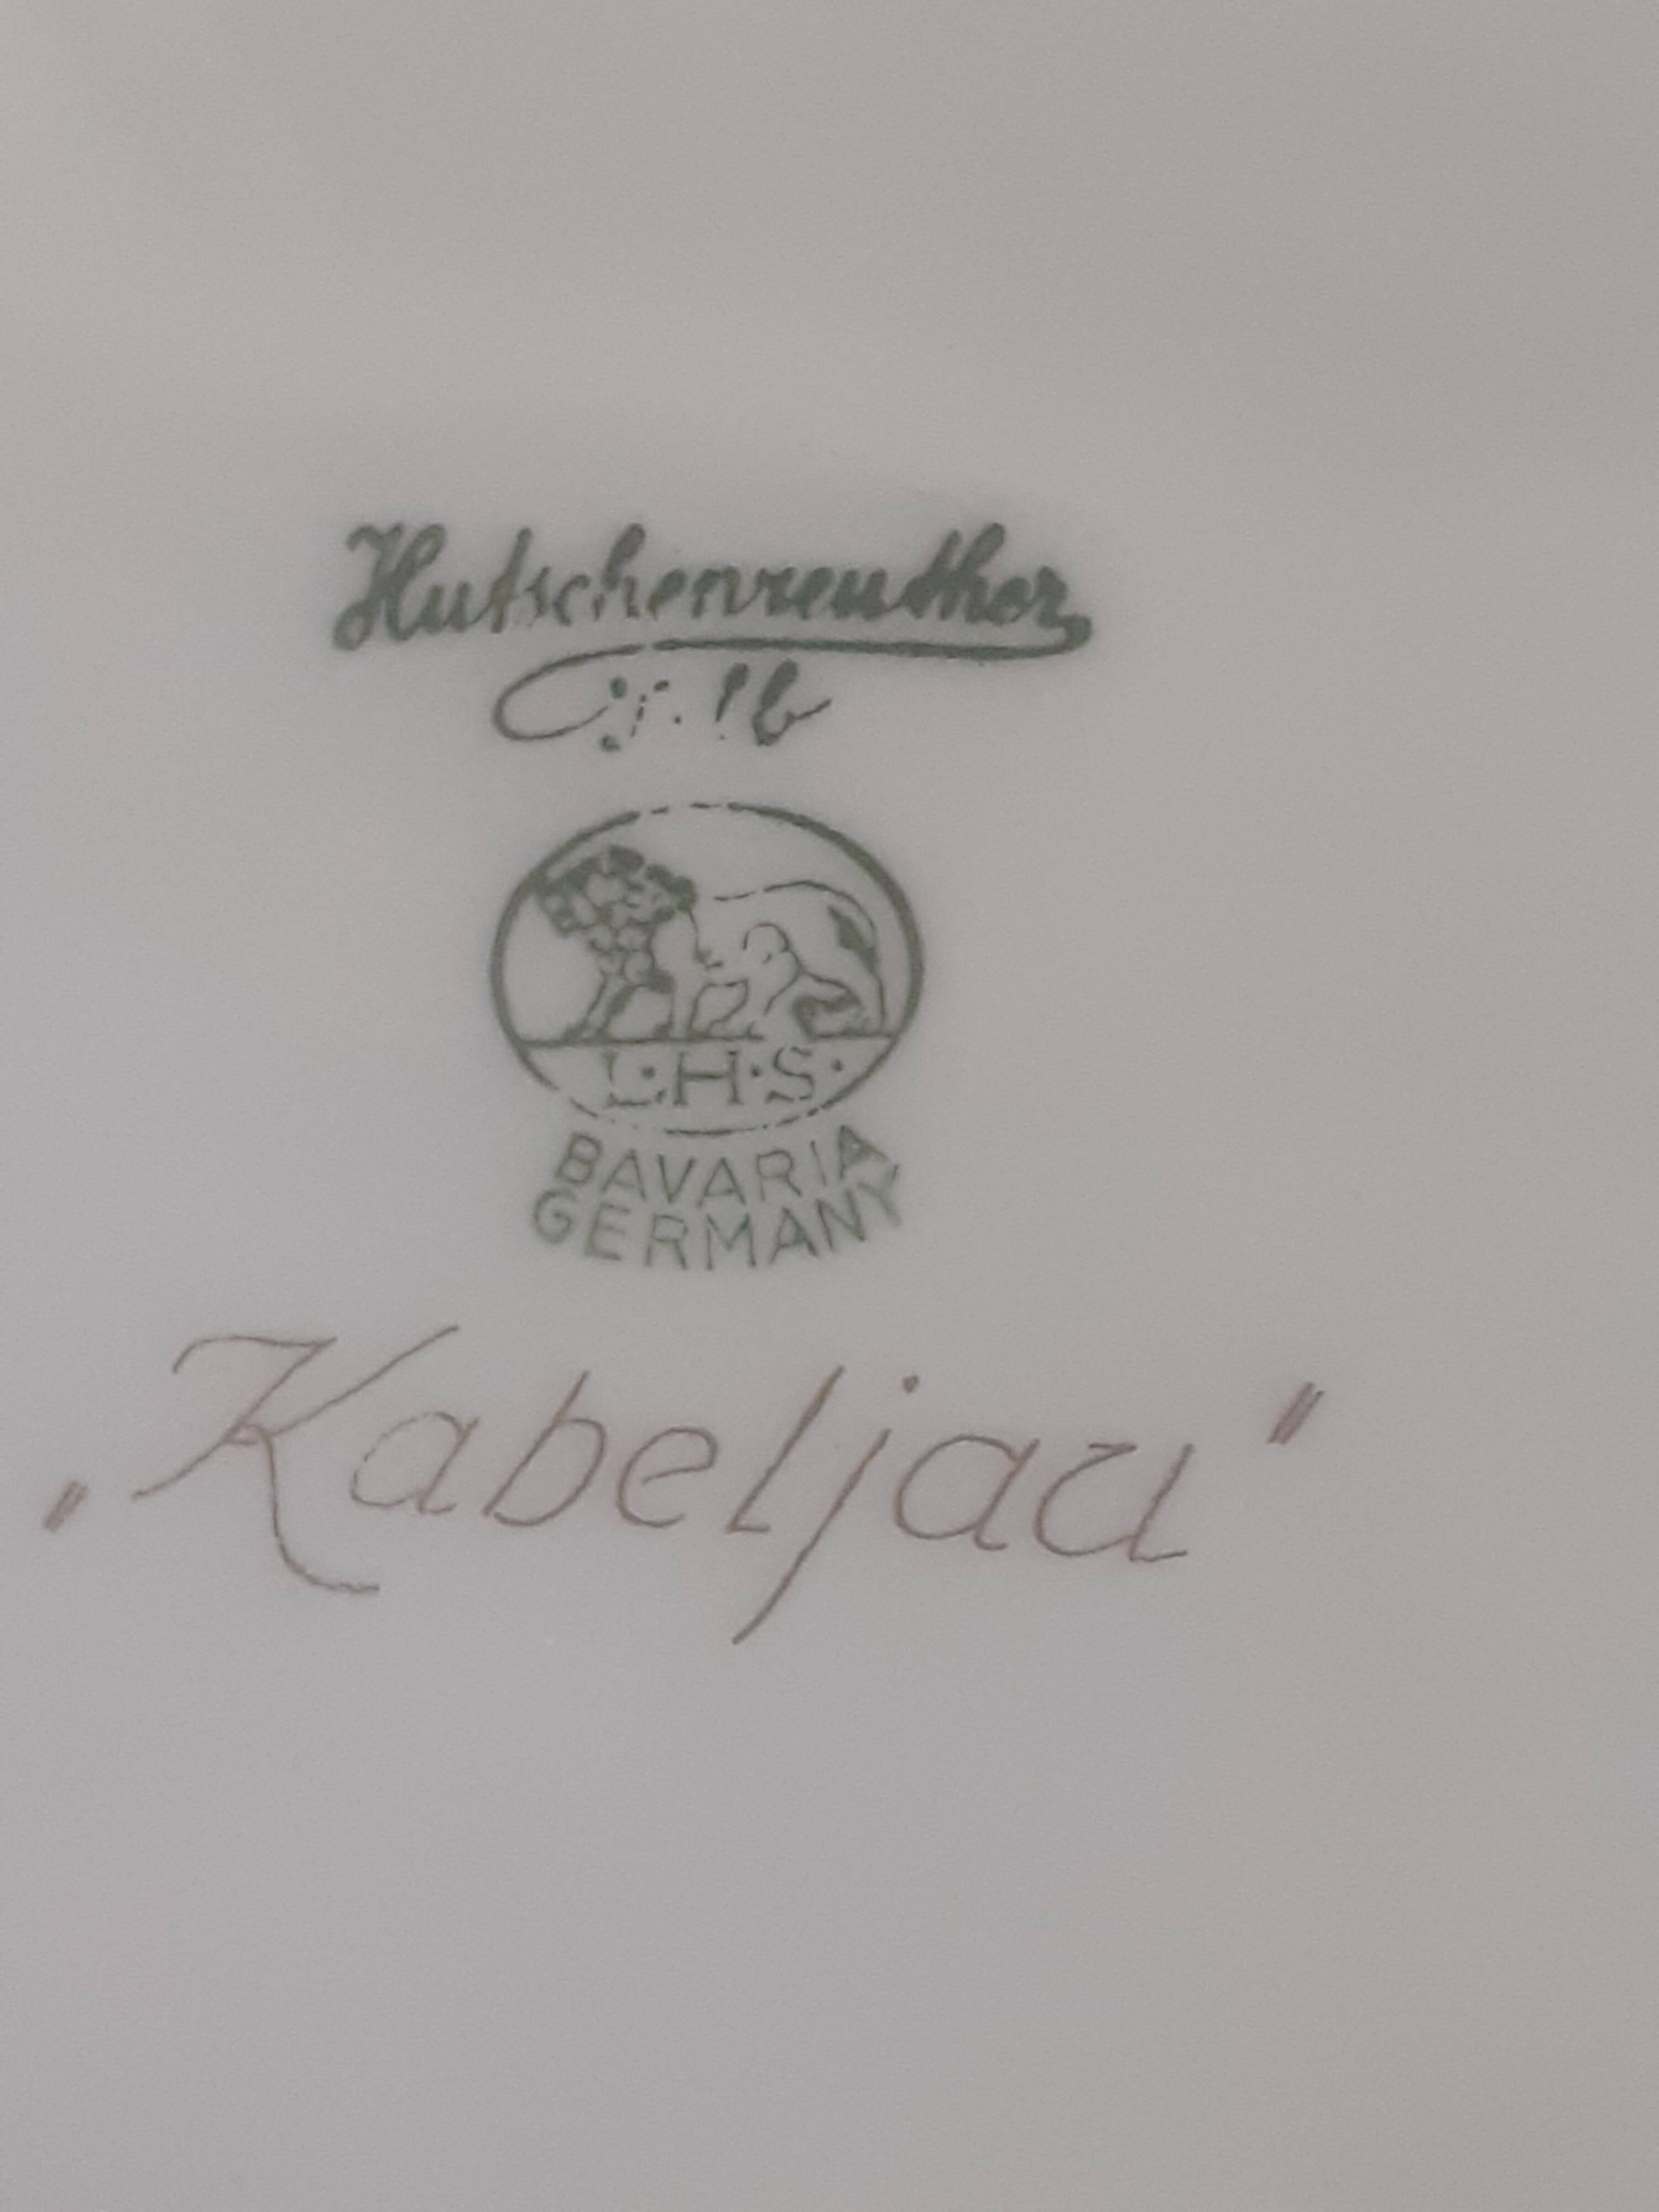 Hutschenreuther
L·H·S·
BAVARIA
GERMANY
„Kabeljau"